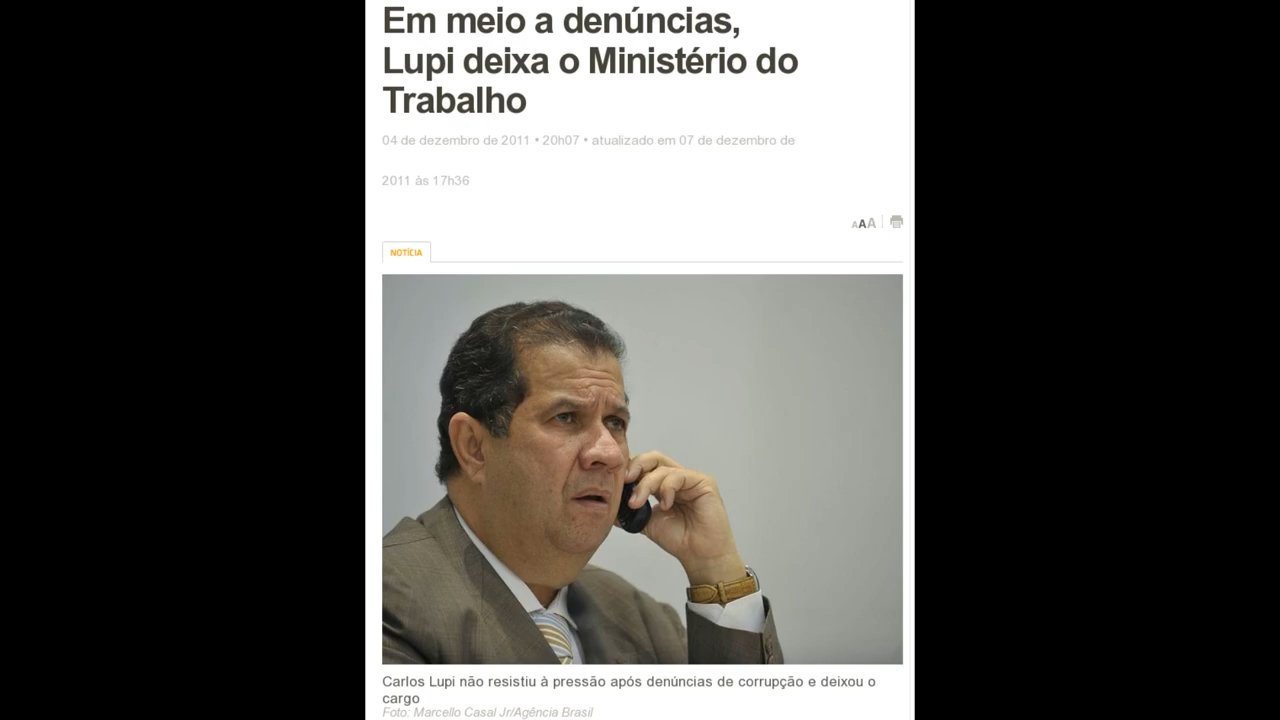 Em meio a denúncias,
Lupi deixa o Ministério do
Trabalho
04 de dezembro de 2011 • 20h07 • atualizado em 07 de dezembro de
2011 às 17h36
AAA
NOTÍCIA
Carlos Lupi não resistiu à pressão após denúncias de corrupção e deixou o
cargo
Foto: Marcello Casal Jr/Agência Brasil